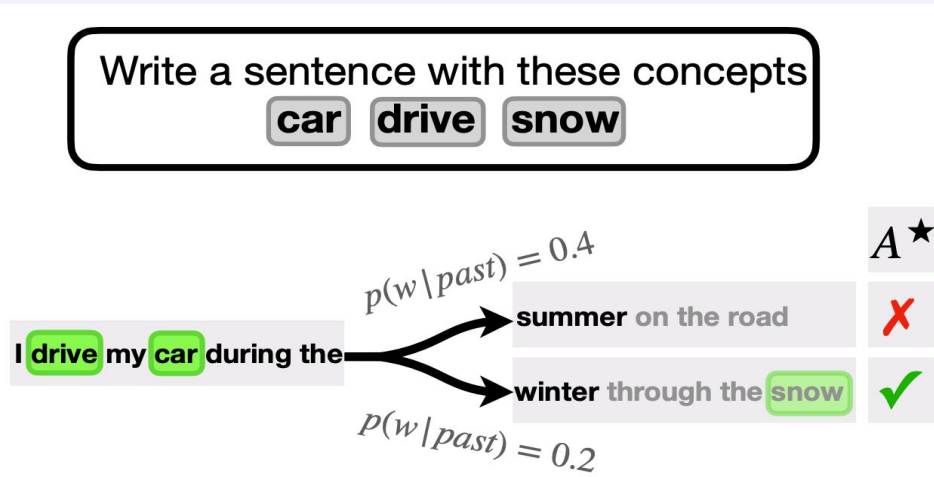 Write a sentence with these concepts
car drive snow
A★
p(w|past) = 0.4
summer on the road ✗
I drive my car during the
winter through the snow ✓
p(w|past) = 0.2